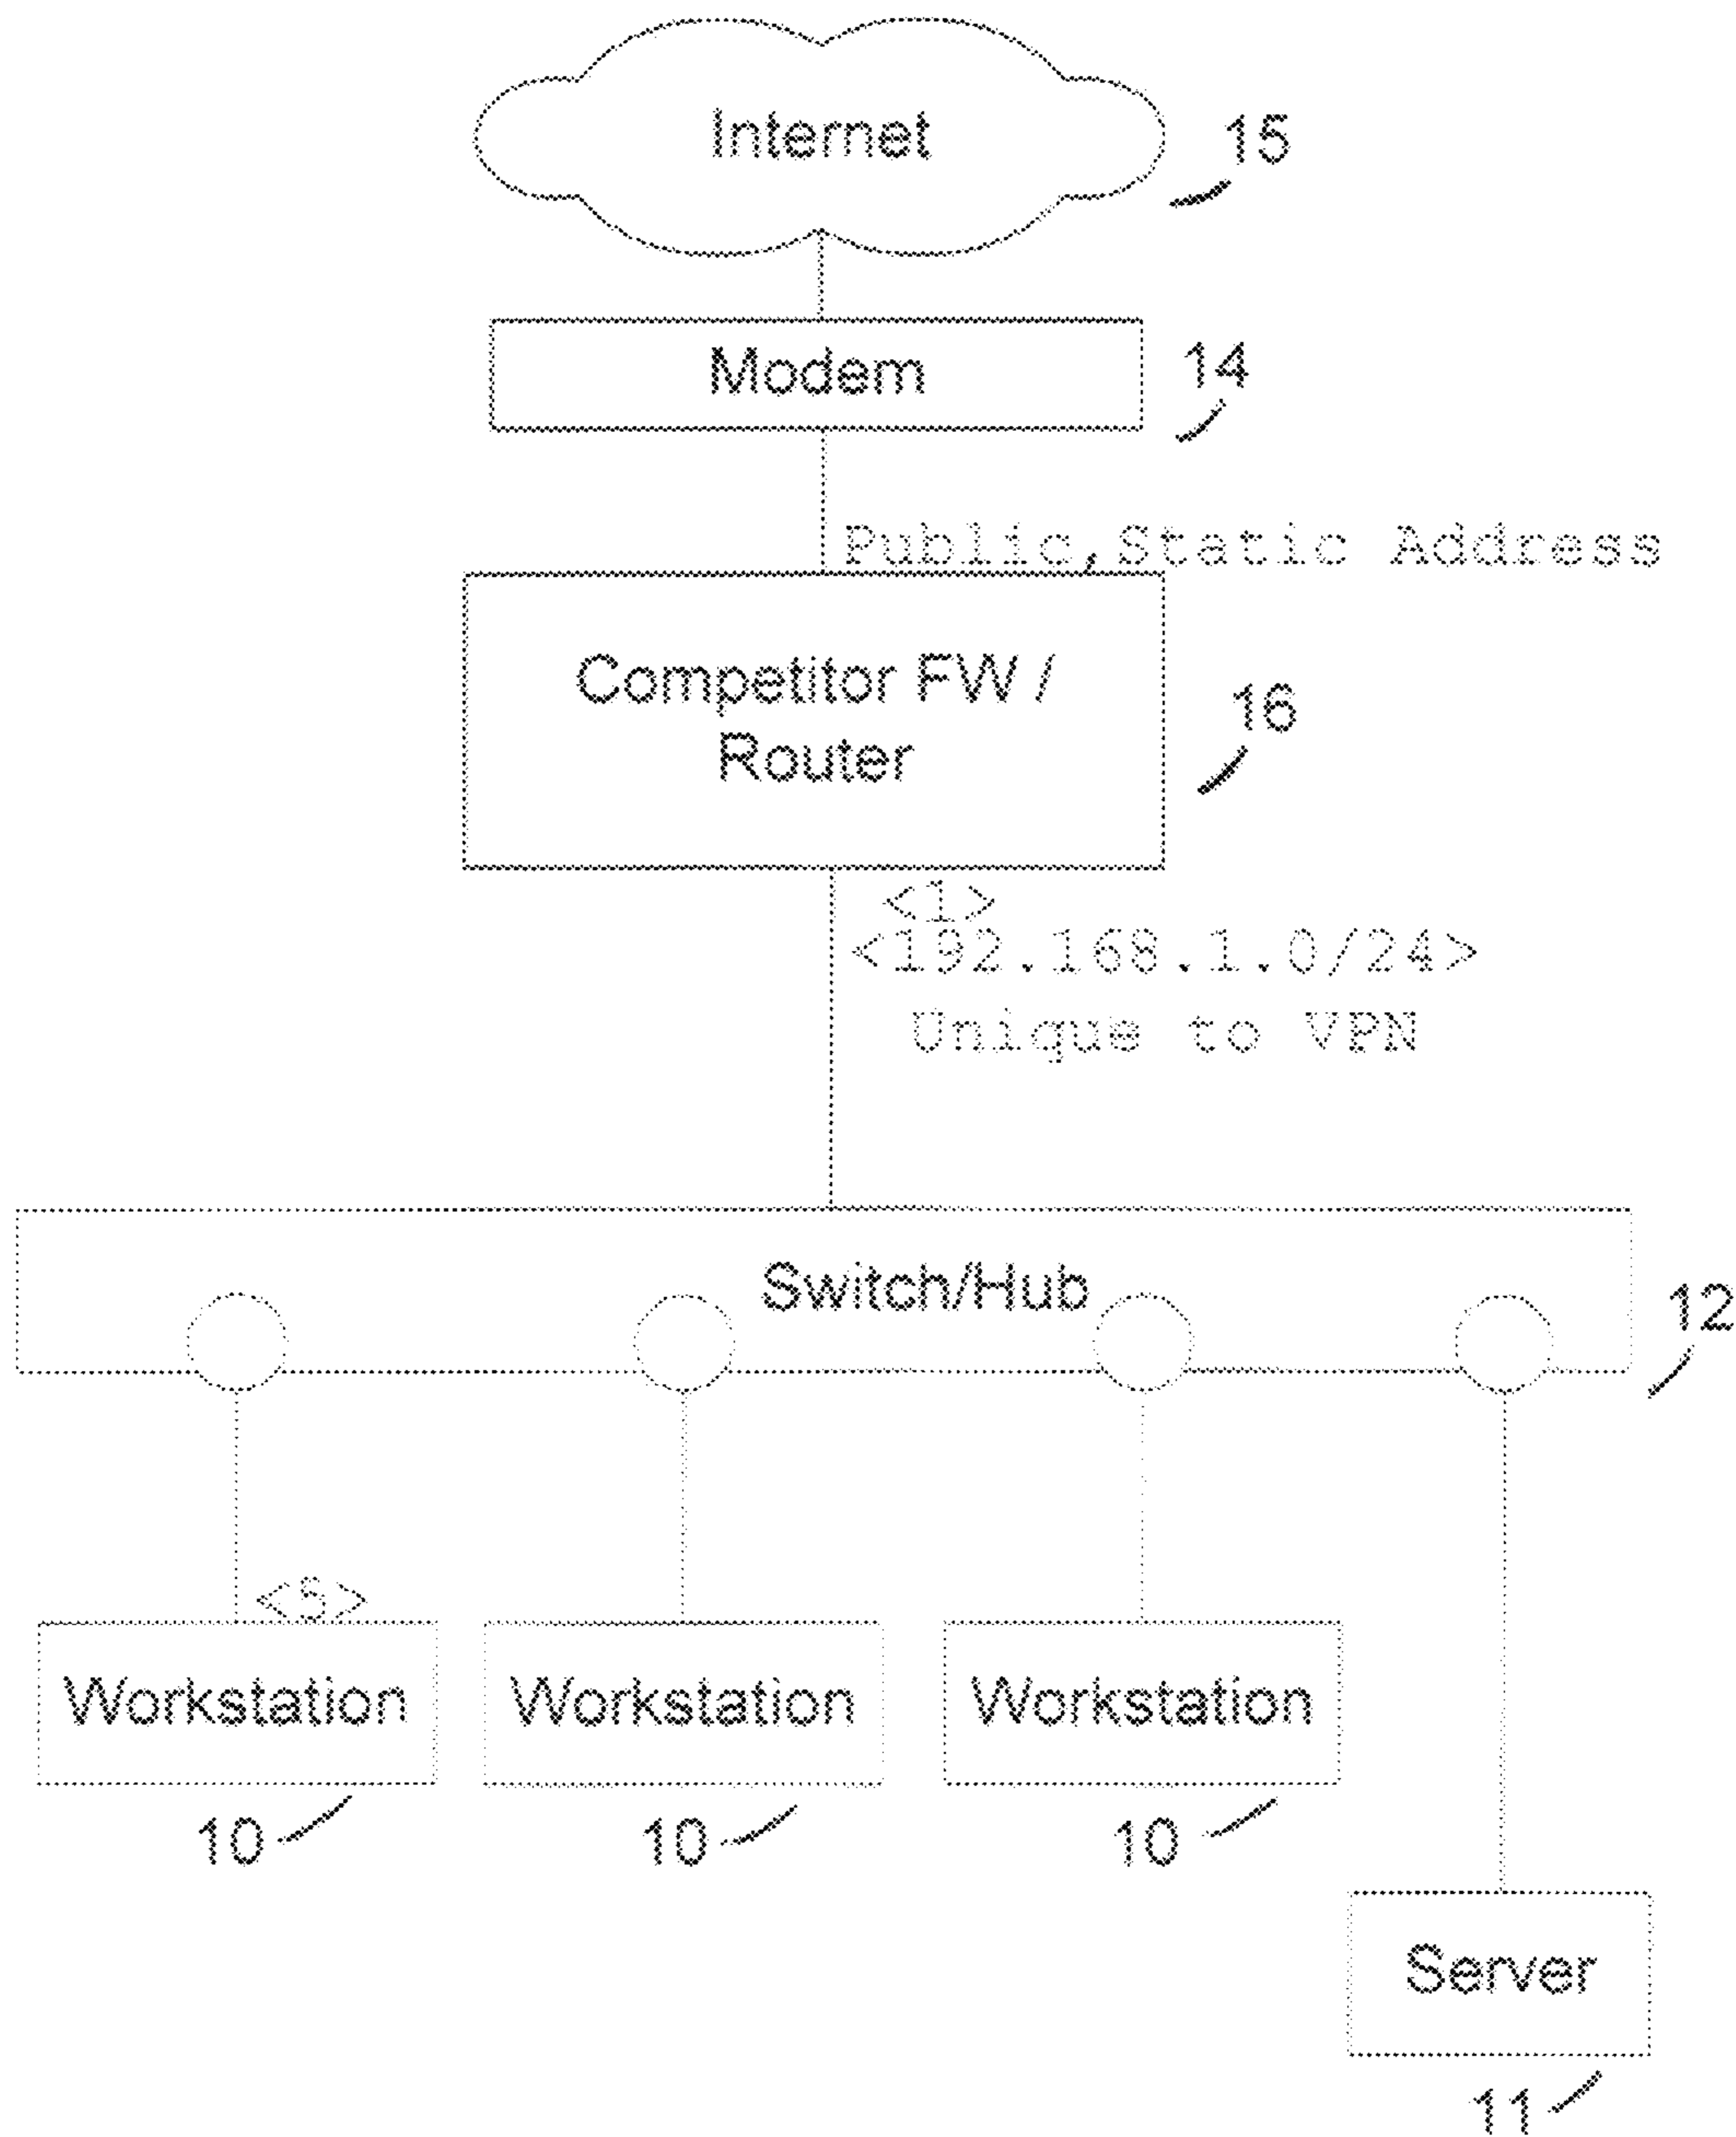 Internet
15
Modem
14
Public,Static Address
Competitor FW /
Router
16
<1>
<192.168.1.0/24>
Unique to VPN
Switch/Hub
12
<5>
Workstation
Workstation
Workstation
10
10
10
Server
11